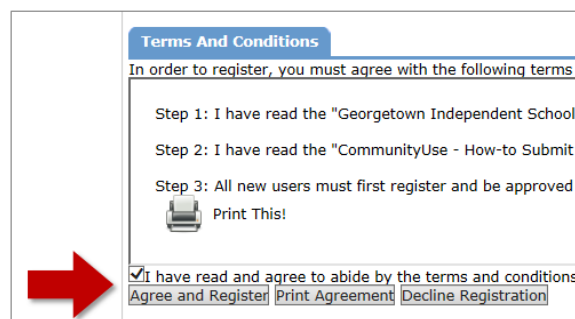 Terms And Conditions
In order to register, you must agree with the following terms
Step 1: I have read the "Georgetown Independent School
Step 2: I have read the "CommunityUse - How-to Submit
Step 3: All new users must first register and be approved
Print This!
I have read and agree to abide by the terms and conditions
Agree and Register Print Agreement Decline Registration